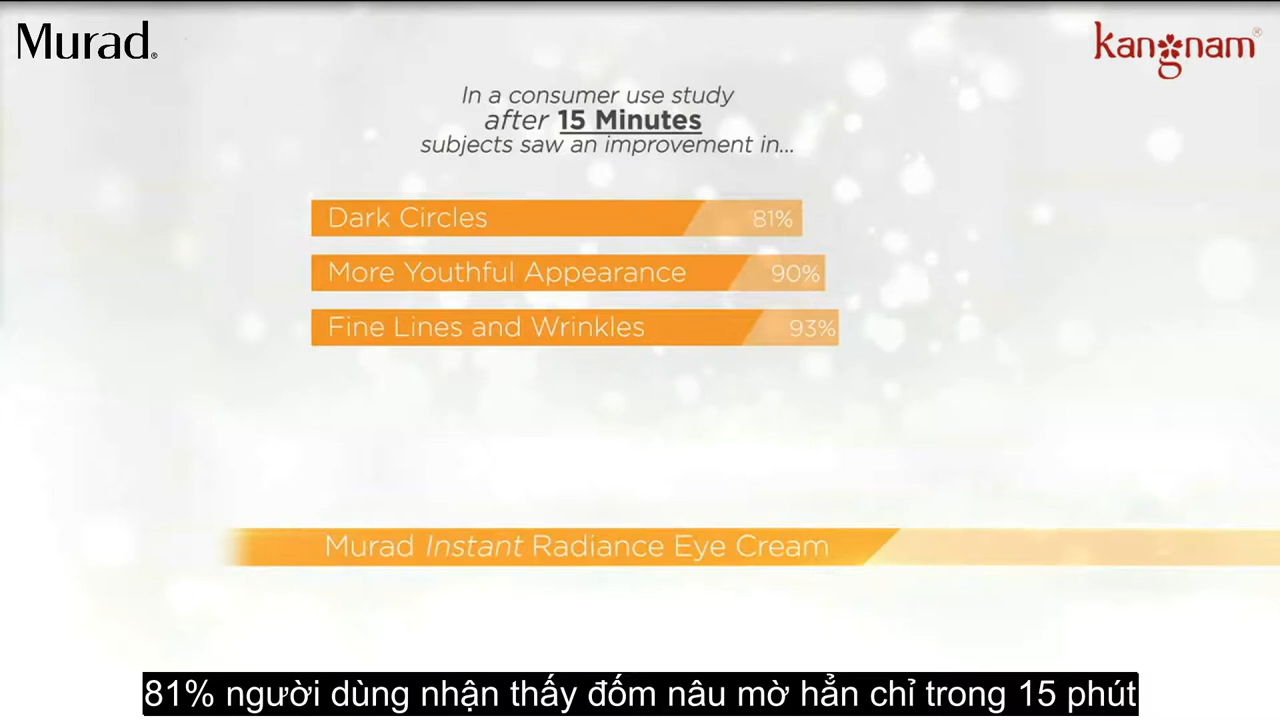 Murad®
kangnam®
In a consumer use study
after 15 Minutes
subjects saw an improvement in...
Dark Circles 81%
More Youthful Appearance 90%
Fine Lines and Wrinkles 93%
Murad Instant Radiance Eye Cream
81% người dùng nhận thấy đốm nâu mờ hẳn chỉ trong 15 phút